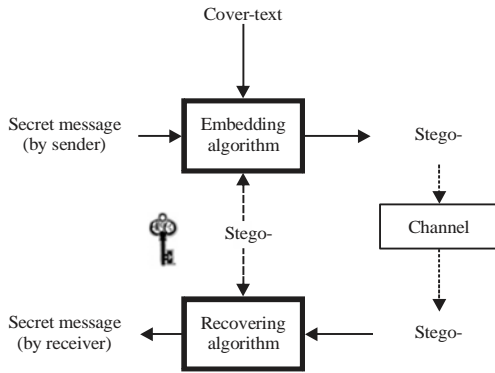 Cover-text
Secret message
(by sender)
Embedding
algorithm
Stego-
Channel
Stego-
Stego-
Secret message
(by receiver)
Recovering
algorithm